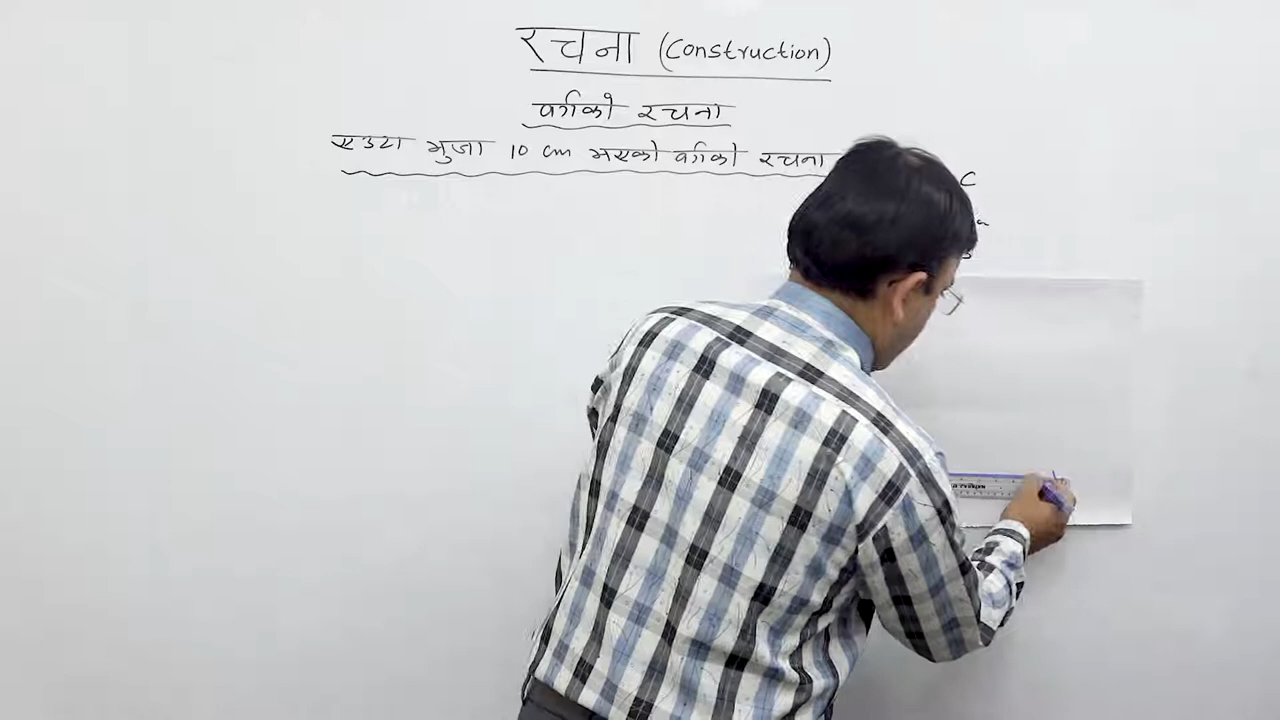 रचना (Construction)
वर्गको रचना
एउटा भुजा 10 cm भएको वर्गको रचना
C